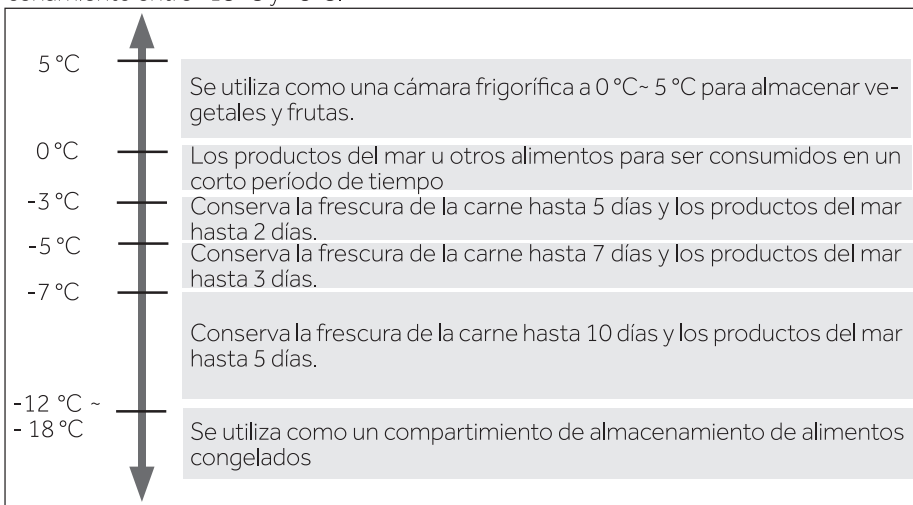 5 °C
Se utiliza como una cámara frigorífica a 0 °C~ 5 °C para almacenar ve-
getales y frutas.
0 °C
Los productos del mar u otros alimentos para ser consumidos en un
corto período de tiempo
-3 °C
Conserva la frescura de la carne hasta 5 días y los productos del mar
hasta 2 días.
-5 °C
Conserva la frescura de la carne hasta 7 días y los productos del mar
hasta 3 días.
-7 °C
Conserva la frescura de la carne hasta 10 días y los productos del mar
hasta 5 días.
-12 °C ~
- 18 °C
Se utiliza como un compartimiento de almacenamiento de alimentos
congelados